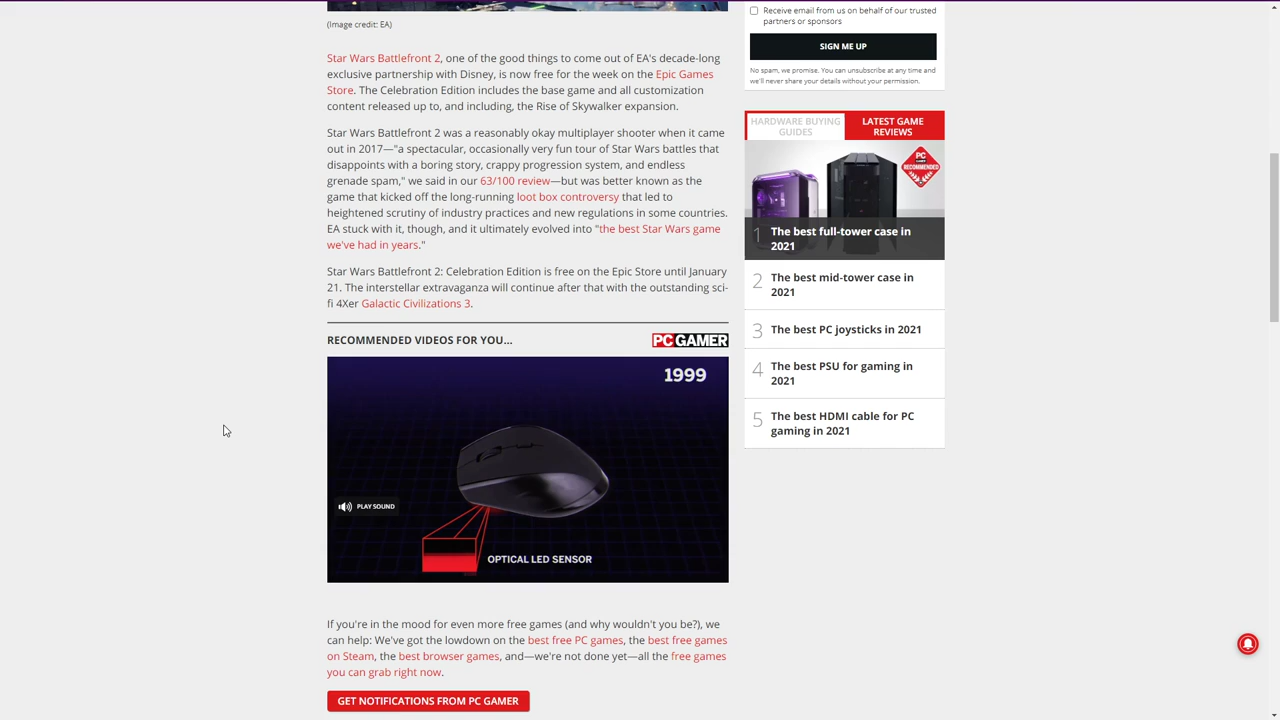 (Image credit: EA)
Star Wars Battlefront 2, one of the good things to come out of EA's decade-long
exclusive partnership with Disney, is now free for the week on the Epic Games
Store. The Celebration Edition includes the base game and all customization
content released up to, and including, the Rise of Skywalker expansion.
Star Wars Battlefront 2 was a reasonably okay multiplayer shooter when it came
out in 2017—"a spectacular, occasionally very fun tour of Star Wars battles that
disappoints with a boring story, crappy progression system, and endless
grenade spam," we said in our 63/100 review—but was better known as the
game that kicked off the long-running loot box controversy that led to
heightened scrutiny of industry practices and new regulations in some countries.
EA stuck with it, though, and it ultimately evolved into "the best Star Wars game
we've had in years."
Star Wars Battlefront 2: Celebration Edition is free on the Epic Store until January
21. The interstellar extravaganza will continue after that with the outstanding sci-
fi 4Xer Galactic Civilizations 3.
RECOMMENDED VIDEOS FOR YOU...
PC GAMER
1999
PLAY SOUND
OPTICAL LED SENSOR
If you're in the mood for even more free games (and why wouldn't you be?), we
can help: We've got the lowdown on the best free PC games, the best free games
on Steam, the best browser games, and—we're not done yet—all the free games
you can grab right now.
GET NOTIFICATIONS FROM PC GAMER
Receive email from us on behalf of our trusted
partners or sponsors
SIGN ME UP
No spam, we promise. You can unsubscribe at any time and
we'll never share your details without your permission.
HARDWARE BUYING
GUIDES
LATEST GAME
REVIEWS
PC GAMER
RECOMMENDED
1 The best full-tower case in
2021
2 The best mid-tower case in
2021
3 The best PC joysticks in 2021
4 The best PSU for gaming in
2021
5 The best HDMI cable for PC
gaming in 2021